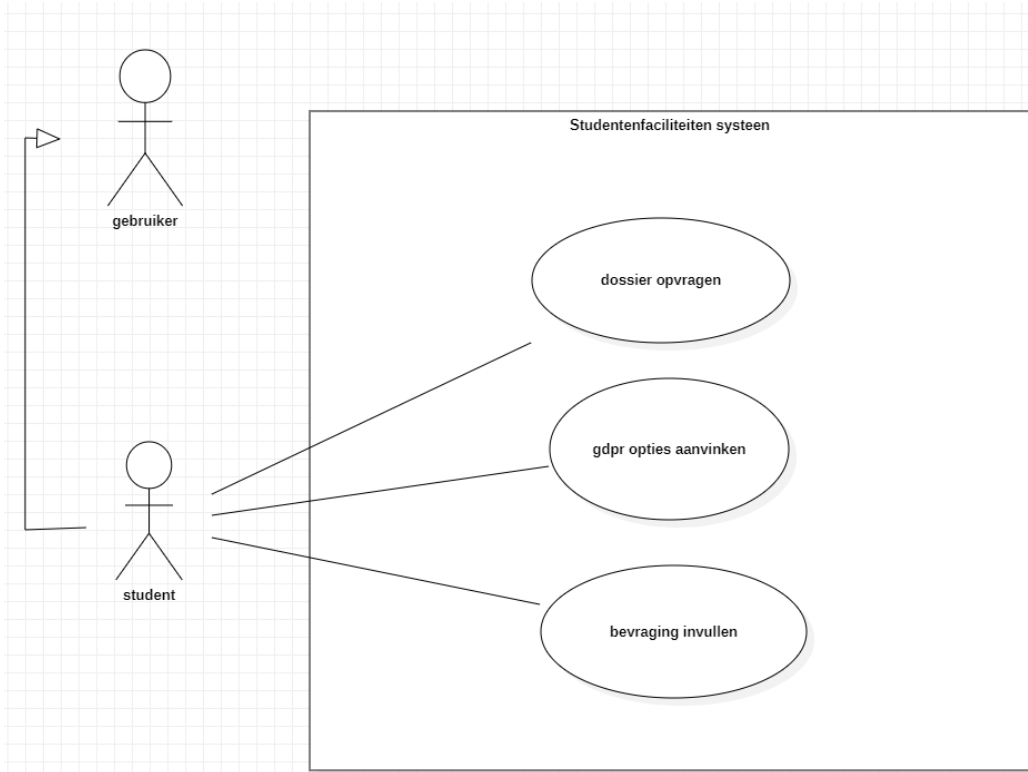 Studentenfaciliteiten systeen
gebruiker
dossier opvragen
gdpr opties aanvinken
student
bevraging invullen